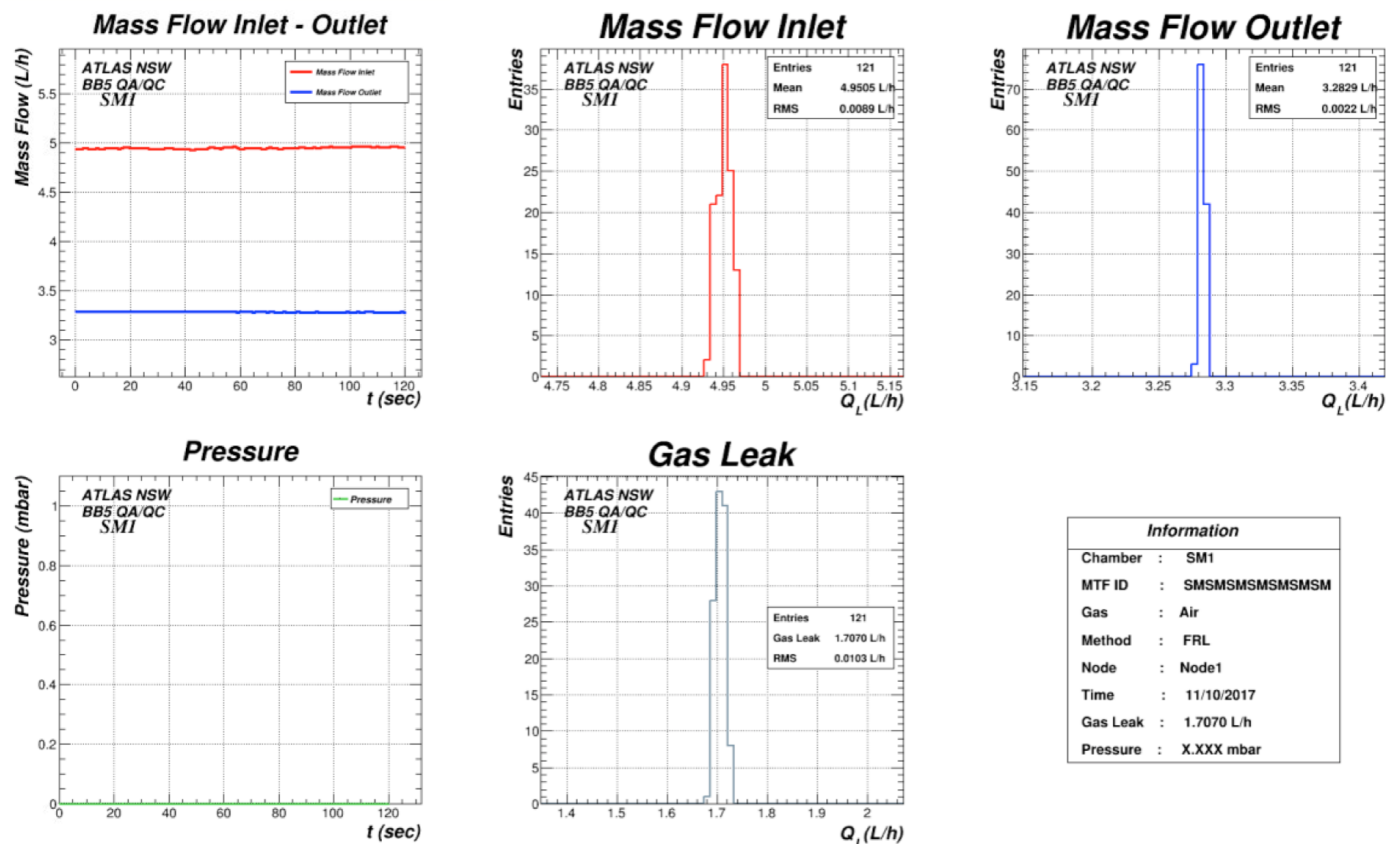 Mass Flow Inlet - Outlet
Mass Flow (L/h)
ATLAS NSW
BB5 QA/QC
SM1
Mass Flow Inlet
Mass Flow Outlet
5.5
5
4.5
4
3.5
3
0 20 40 60 80 100 120
t (sec)
Mass Flow Inlet
Entries
ATLAS NSW
BB5 QA/QC
SM1
Entries 121
Mean 4.9505 L/h
RMS 0.0089 L/h
35
30
25
20
15
10
5
0
4.75 4.8 4.85 4.9 4.95 5 5.05 5.1 5.15
Q_L(L/h)
Mass Flow Outlet
Entries
ATLAS NSW
BB5 QA/QC
SM1
Entries 121
Mean 3.2829 L/h
RMS 0.0022 L/h
70
60
50
40
30
20
10
0
3.15 3.2 3.25 3.3 3.35 3.4
Q_L(L/h)
Pressure
Pressure (mbar)
ATLAS NSW
BB5 QA/QC
SM1
Pressure
1
0.8
0.6
0.4
0.2
0
0 20 40 60 80 100 120
t (sec)
Gas Leak
Entries
ATLAS NSW
BB5 QA/QC
SM1
Entries 121
Gas Leak 1.7070 L/h
RMS 0.0103 L/h
45
40
35
30
25
20
15
10
5
0
1.4 1.5 1.6 1.7 1.8 1.9 2
Q_L(L/h)
Information
Chamber : SM1
MTF ID : SMSMSMSMSMSMSM
Gas : Air
Method : FRL
Node : Node1
Time : 11/10/2017
Gas Leak : 1.7070 L/h
Pressure : X.XXX mbar